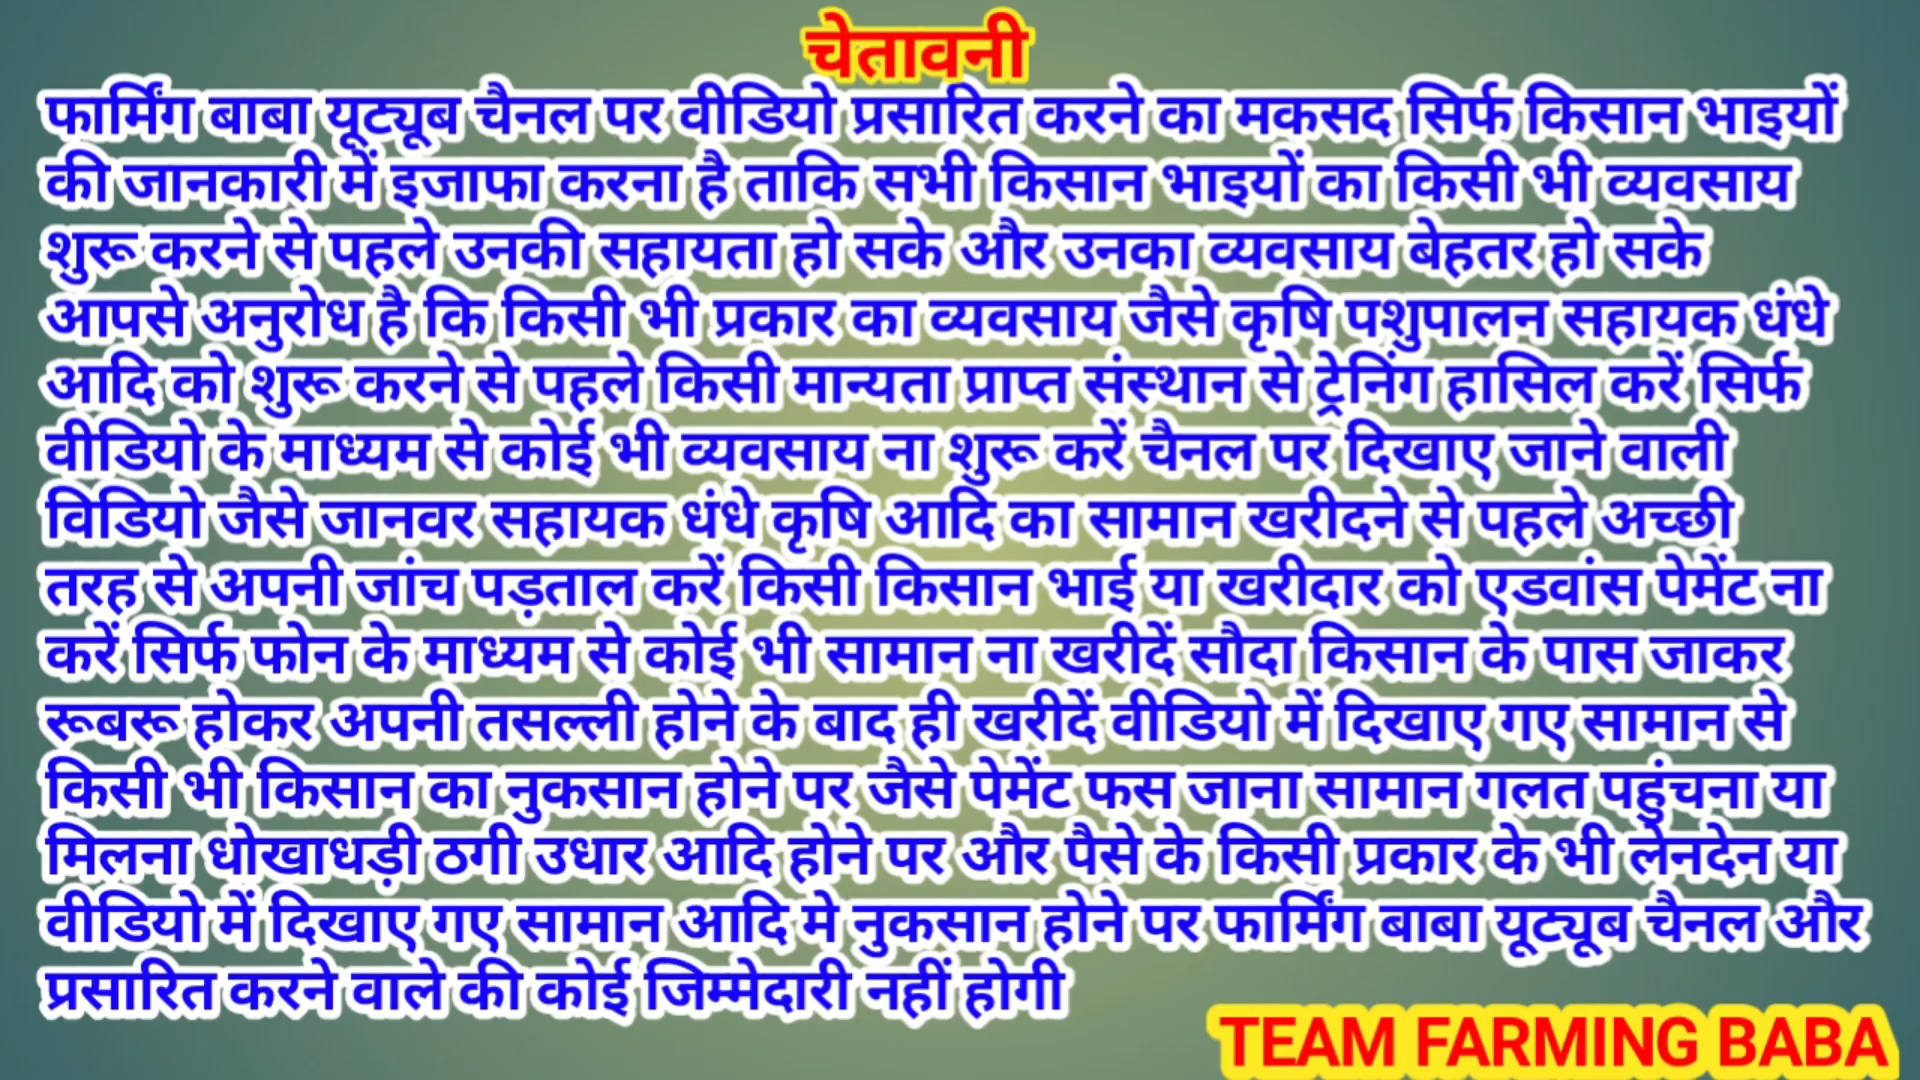 चेतावनी
फार्मिंग बाबा यूट्यूब चैनल पर वीडियो प्रसारित करने का मकसद सिर्फ किसान भाइयों
की जानकारी में इजाफा करना है ताकि सभी किसान भाइयों का किसी भी व्यवसाय
शुरू करने से पहले उनकी सहायता हो सके और उनका व्यवसाय बेहतर हो सके
आपसे अनुरोध है कि किसी भी प्रकार का व्यवसाय जैसे कृषि पशुपालन सहायक धंधे
आदि को शुरू करने से पहले किसी मान्यता प्राप्त संस्थान से ट्रेनिंग हासिल करें सिर्फ
वीडियो के माध्यम से कोई भी व्यवसाय ना शुरू करें चैनल पर दिखाए जाने वाली
विडियो जैसे जानवर सहायक धंधे कृषि आदि का सामान खरीदने से पहले अच्छी
तरह से अपनी जांच पड़ताल करें किसी किसान भाई या खरीदार को एडवांस पेमेंट ना
करें सिर्फ फोन के माध्यम से कोई भी सामान ना खरीदें सौदा किसान के पास जाकर
रूबरू होकर अपनी तसल्ली होने के बाद ही खरीदें वीडियो में दिखाए गए सामान से
किसी भी किसान का नुकसान होने पर जैसे पेमेंट फस जाना सामान गलत पहुंचना या
मिलना धोखाधड़ी ठगी उधार आदि होने पर और पैसे के किसी प्रकार के भी लेनदेन या
वीडियो में दिखाए गए सामान आदि मे नुकसान होने पर फार्मिंग बाबा यूट्यूब चैनल और
प्रसारित करने वाले की कोई जिम्मेदारी नहीं होगी
TEAM FARMING BABA